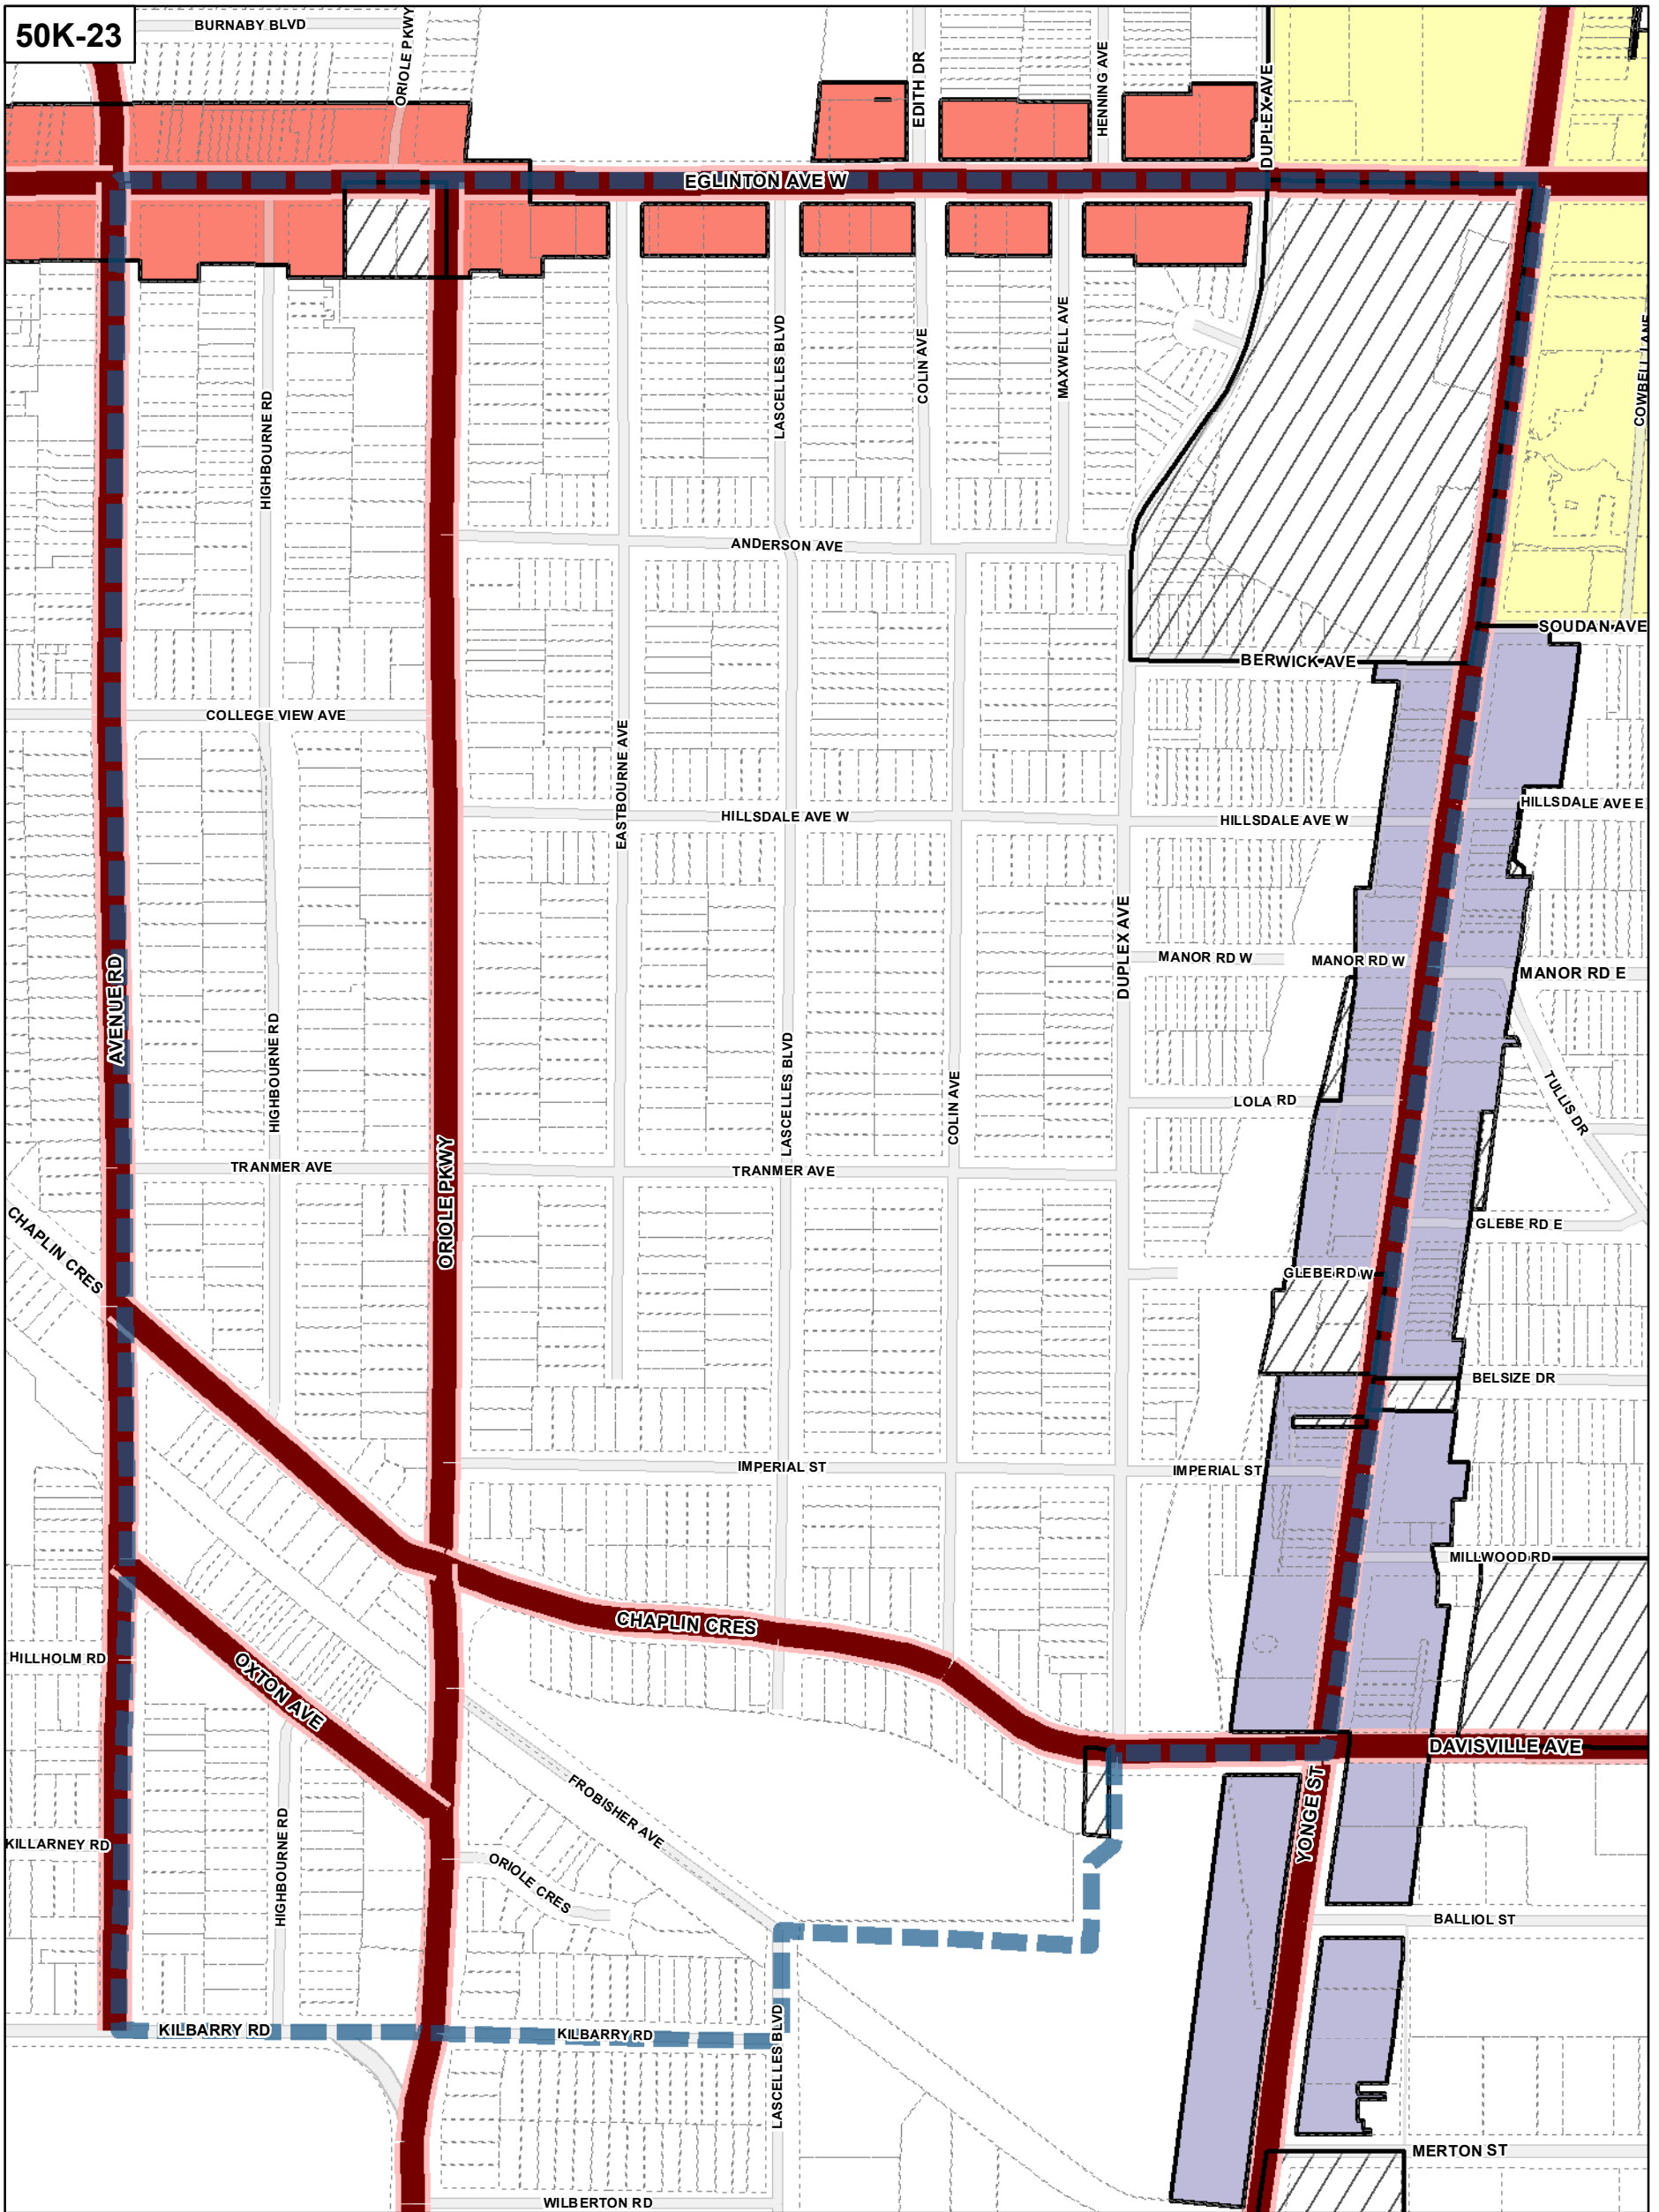 50K-23
BURNABY BLVD
ORIOLE PKWY
EDITH DR
HENNING AVE
DUPLEX AVE
EGLINTON AVE W
LASCELLES BLVD
COLIN AVE
MAXWELL AVE
COWBELL LANE
HIGHBOURNE RD
ANDERSON AVE
SOUDAN AVE
BERWICK AVE
COLLEGE VIEW AVE
EASTBOURNE AVE
HILLSDALE AVE W
HILLSDALE AVE W
HILLSDALE AVE E
DUPLEX AVE
MANOR RD W
MANOR RD W
MANOR RD E
AVENUE RD
HIGHBOURNE RD
LASCELLES BLVD
COLIN AVE
LOLA RD
TULLIS DR
TRANMER AVE
TRANMER AVE
ORIOLE PKWY
CHAPLIN CRES
GLEBE RD E
GLEBE RD W
BELSIZE DR
IMPERIAL ST
IMPERIAL ST
MILLWOOD RD
CHAPLIN CRES
HILLHOLM RD
OXTON AVE
DAVISVILLE AVE
FROBISHER AVE
YONGE ST
KILLARNEY RD
HIGHBOURNE RD
ORIOLE CRES
BALLIOL ST
KILBARRY RD
KILBARRY RD
LASCELLES BLVD
MERTON ST
WILBERTON RD